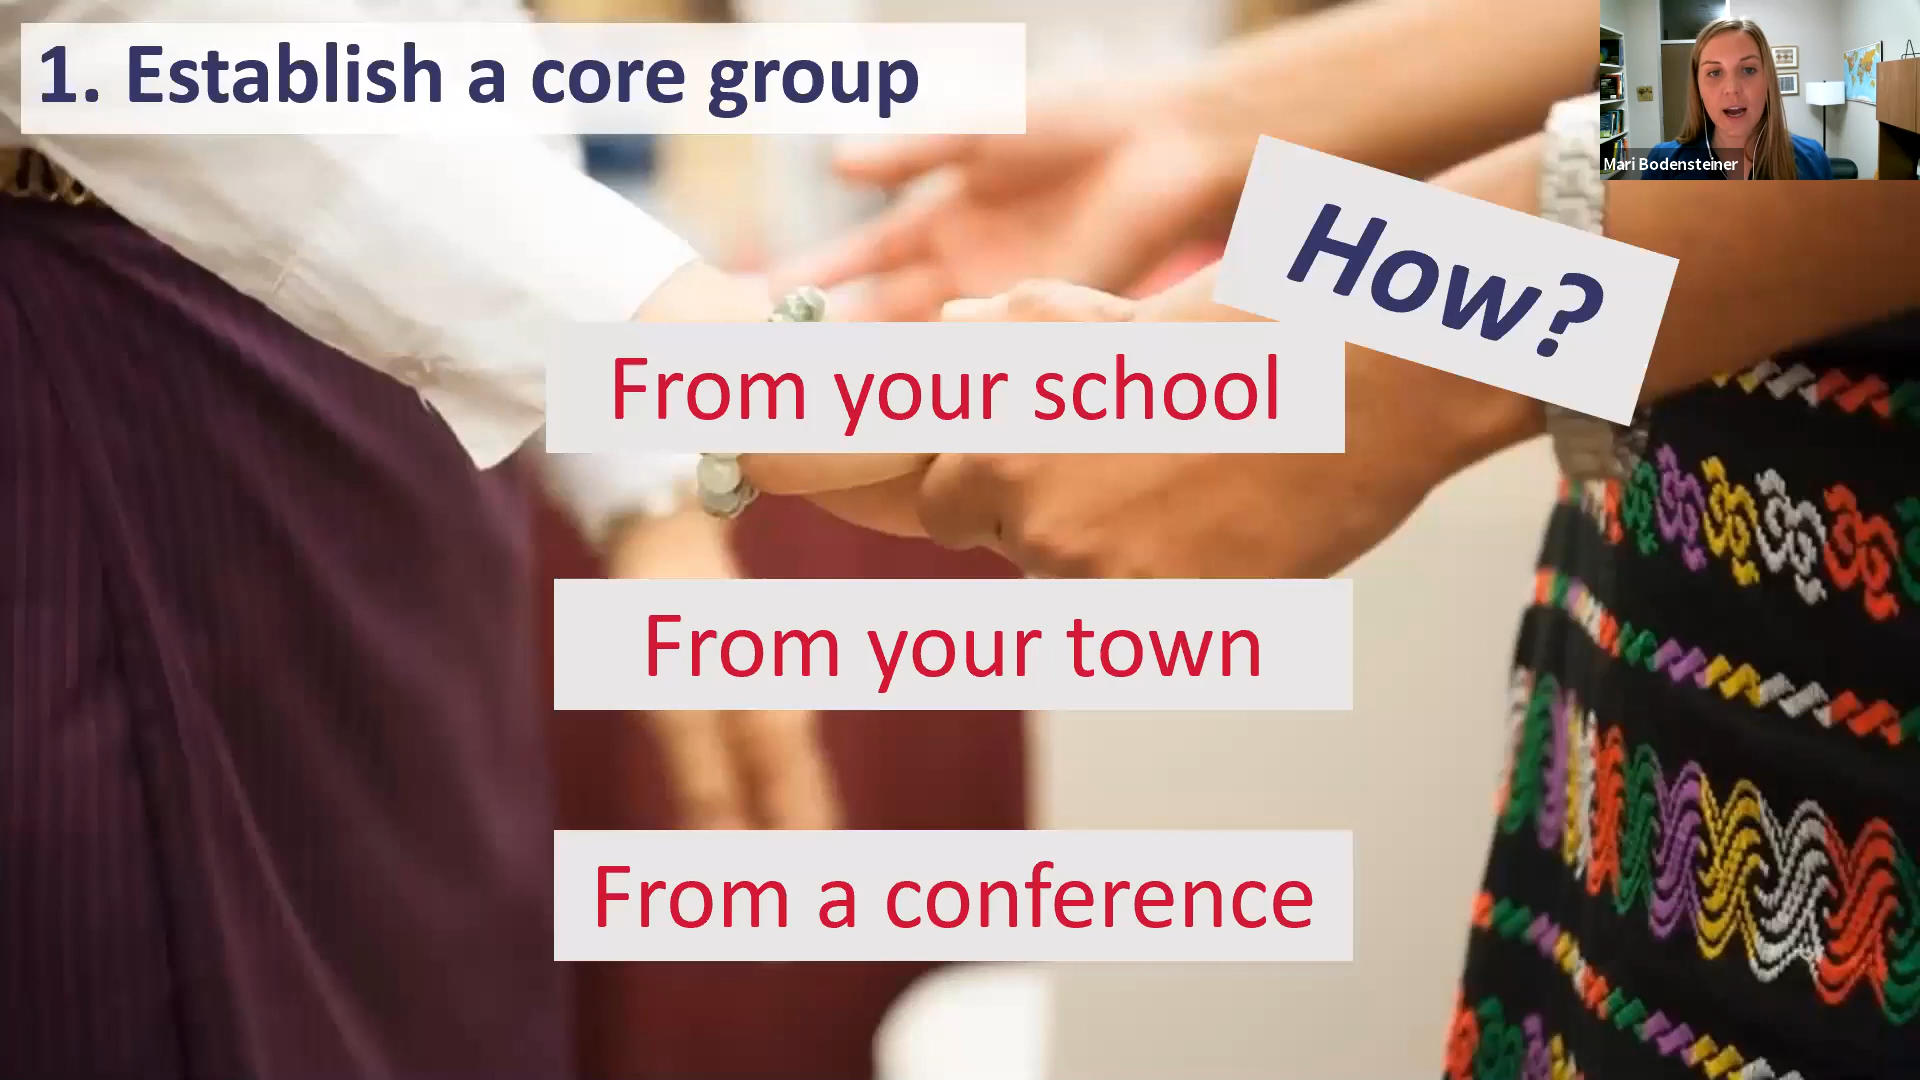 1. Establish a core group
Mari Bodensteiner
How?
From your school
From your town
From a conference